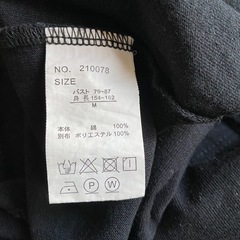 NO. 210078
SIZE
バスト 79-87
身長 154-162
M
本体 綿 100%
別布 ポリエステル 100%
P W